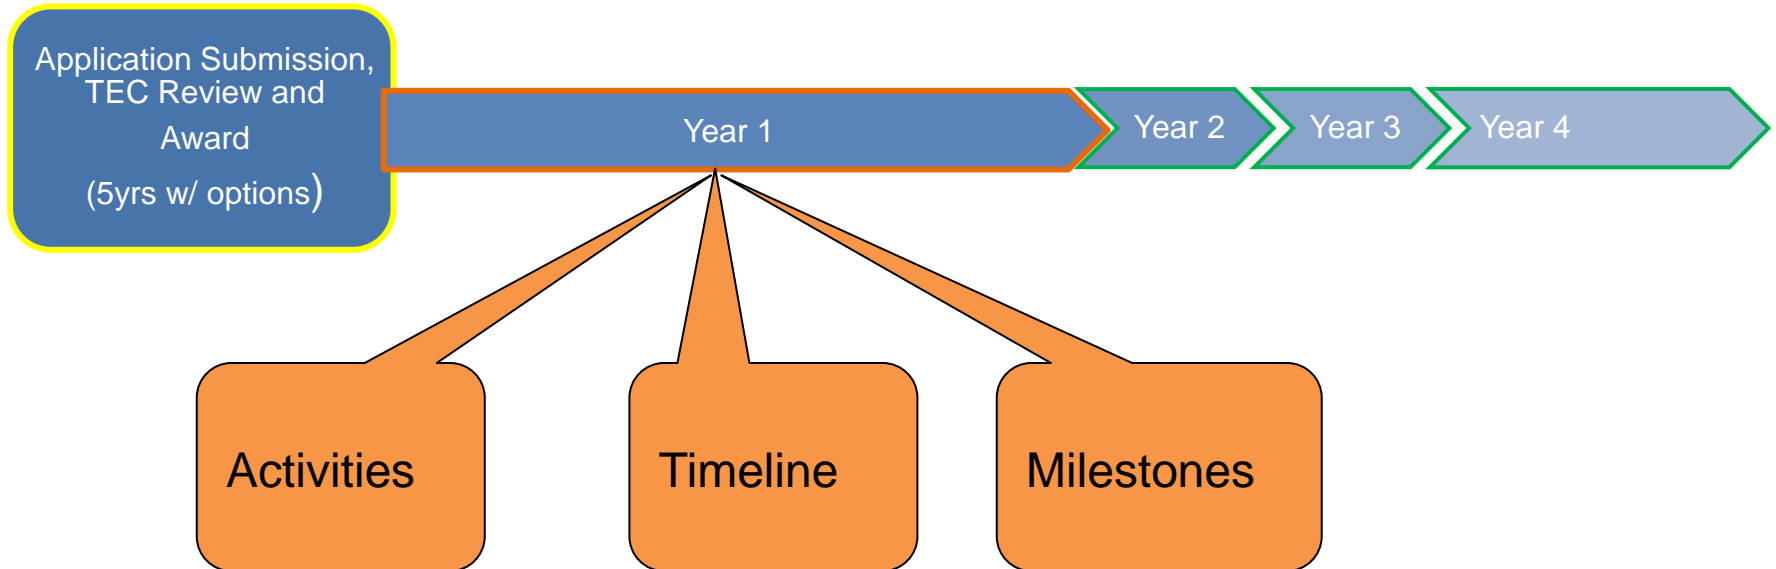 Application Submission,
TEC Review and
Award
(5yrs w/ options)
Year 1
Year 2
Year 3
Year 4
Activities
Timeline
Milestones